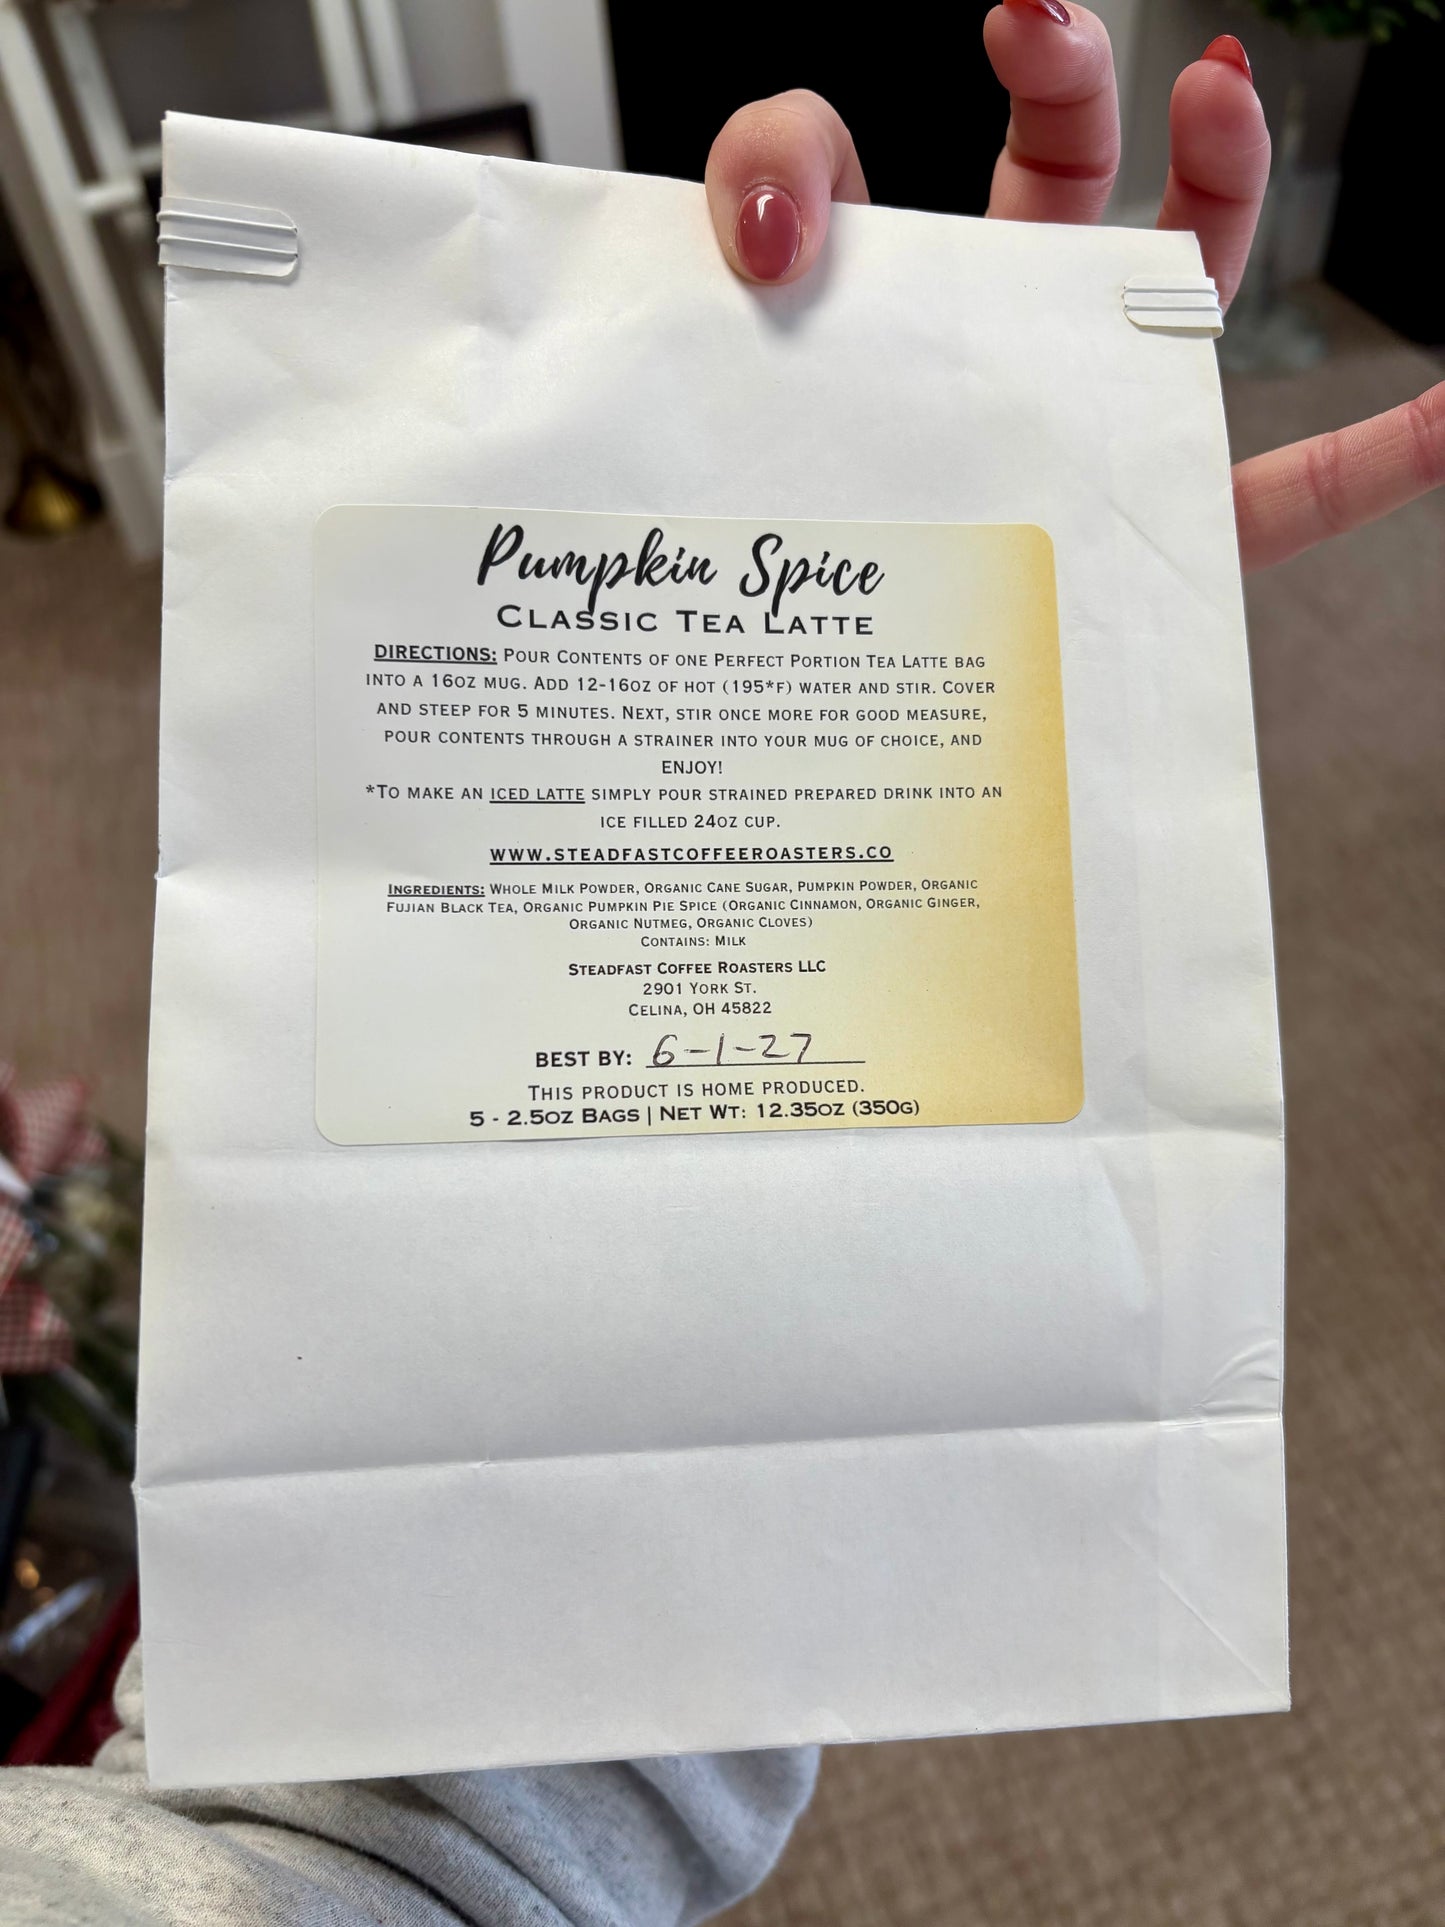 Pumpkin Spice
CLASSIC TEA LATTE
DIRECTIONS: POUR CONTENTS OF ONE PERFECT PORTION TEA LATTE BAG
INTO A 16OZ MUG. ADD 12-16OZ OF HOT (195*F) WATER AND STIR. COVER
AND STEEP FOR 5 MINUTES. NEXT, STIR ONCE MORE FOR GOOD MEASURE,
POUR CONTENTS THROUGH A STRAINER INTO YOUR MUG OF CHOICE, AND
ENJOY!
*TO MAKE AN ICED LATTE SIMPLY POUR STRAINED PREPARED DRINK INTO AN
ICE FILLED 24OZ CUP.
WWW.STEADFASTCOFFEEROASTERS.CO
INGREDIENTS: WHOLE MILK POWDER, ORGANIC CANE SUGAR, PUMPKIN POWDER, ORGANIC
FUJIAN BLACK TEA, ORGANIC PUMPKIN PIE SPICE (ORGANIC CINNAMON, ORGANIC GINGER,
ORGANIC NUTMEG, ORGANIC CLOVES)
CONTAINS: MILK
STEADFAST COFFEE ROASTERS LLC
2901 YORK ST.
CELINA, OH 45822
BEST BY: 6-1-27
THIS PRODUCT IS HOME PRODUCED.
5 - 2.5OZ BAGS | NET WT: 12.35OZ (350G)